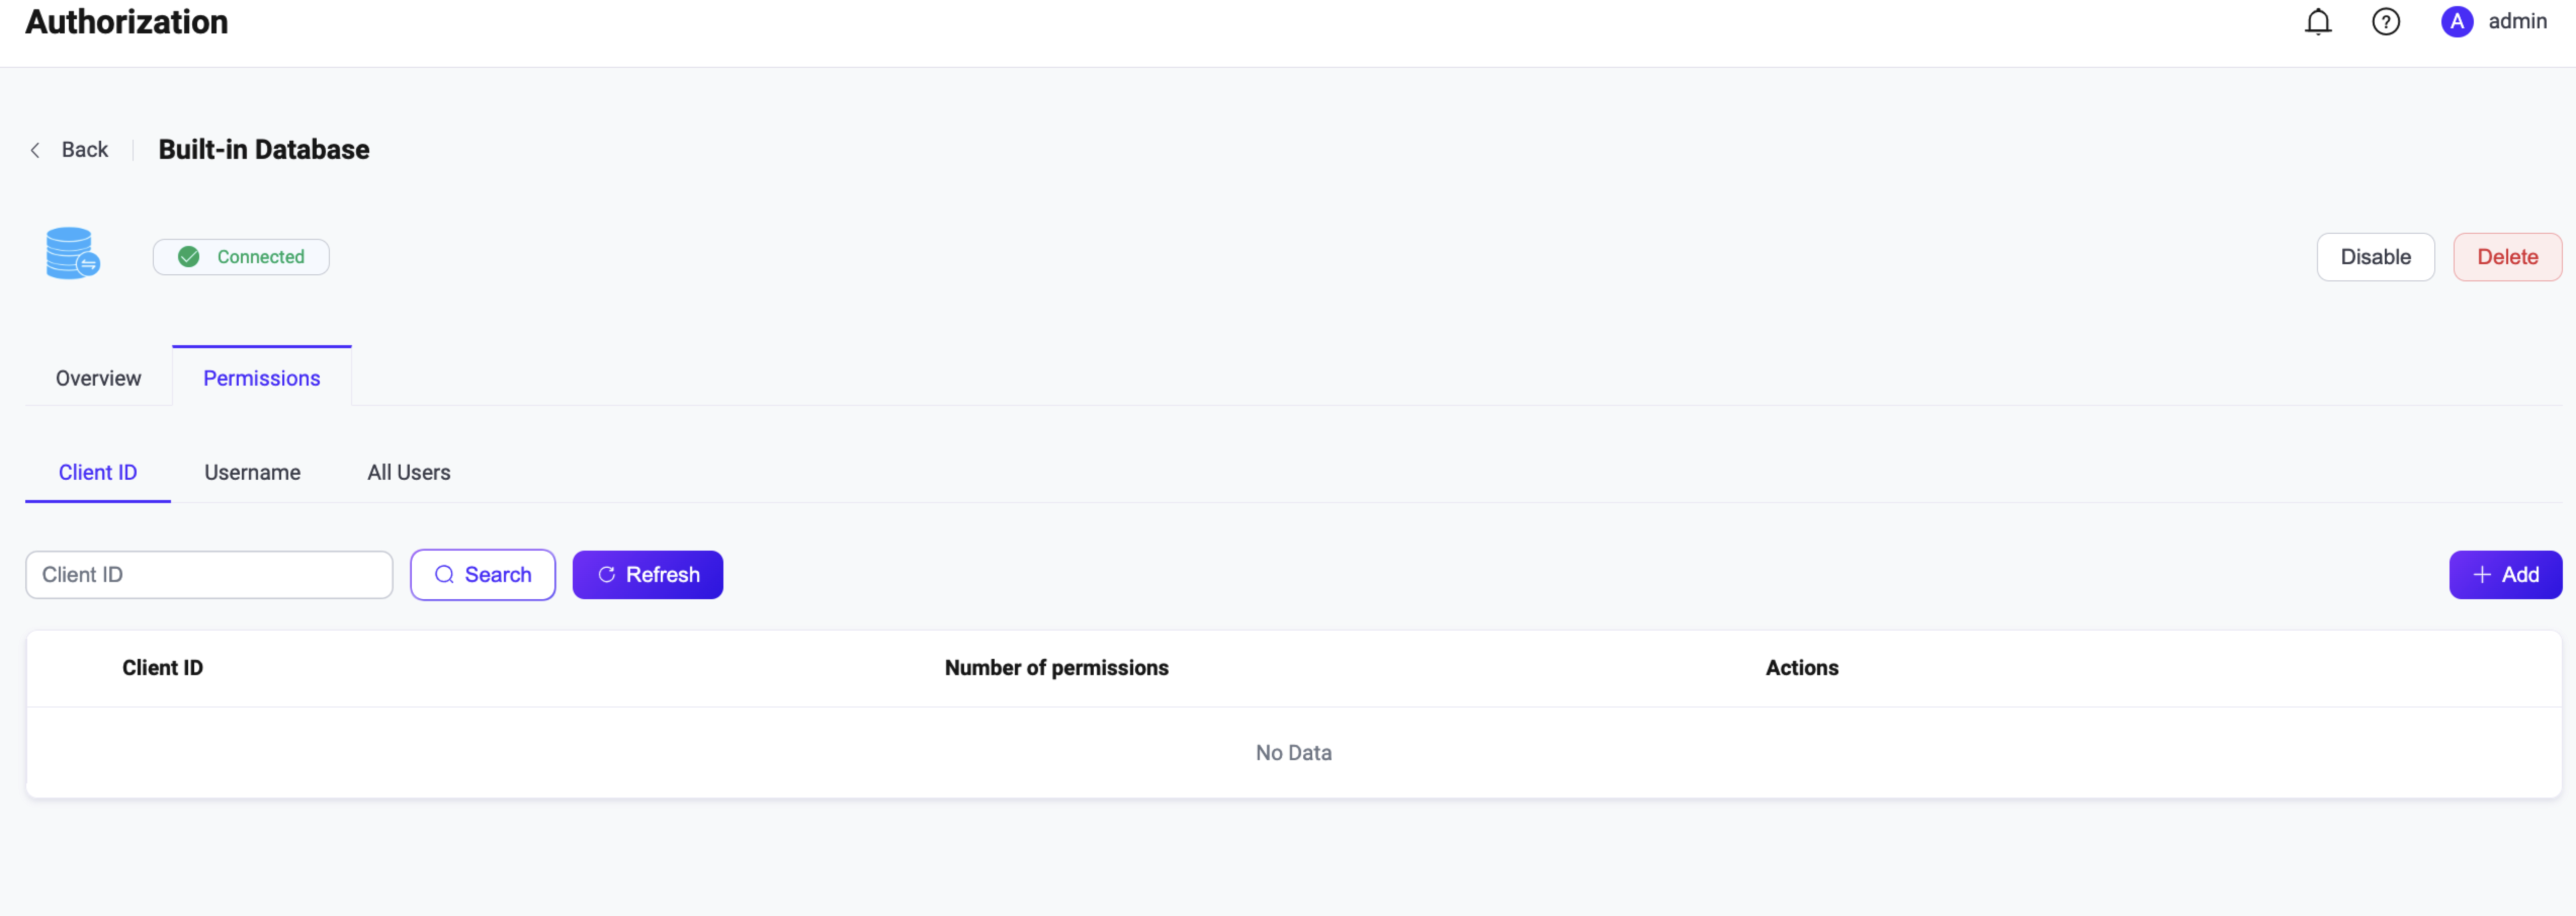 Authorization
? A admin
Back Built-in Database
Connected Disable Delete
Overview Permissions
Client ID Username All Users
Client ID Search Refresh + Add
Client ID Number of permissions Actions
No Data